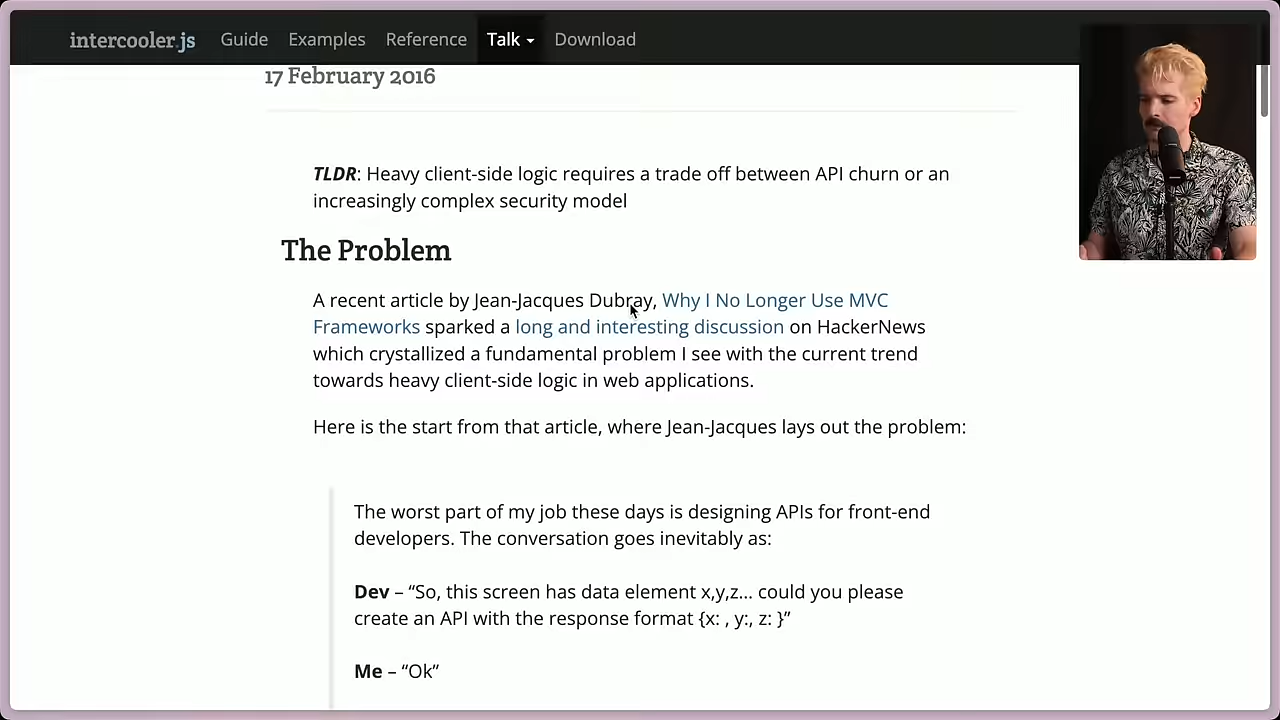 intercooler.js Guide Examples Reference Talk Download
17 February 2016
TLDR: Heavy client-side logic requires a trade off between API churn or an
increasingly complex security model
The Problem
A recent article by Jean-Jacques Dubray, Why I No Longer Use MVC
Frameworks sparked a long and interesting discussion on HackerNews
which crystallized a fundamental problem I see with the current trend
towards heavy client-side logic in web applications.
Here is the start from that article, where Jean-Jacques lays out the problem:
The worst part of my job these days is designing APIs for front-end
developers. The conversation goes inevitably as:
Dev – “So, this screen has data element x,y,z… could you please
create an API with the response format {x: , y:, z: }”
Me – “Ok”